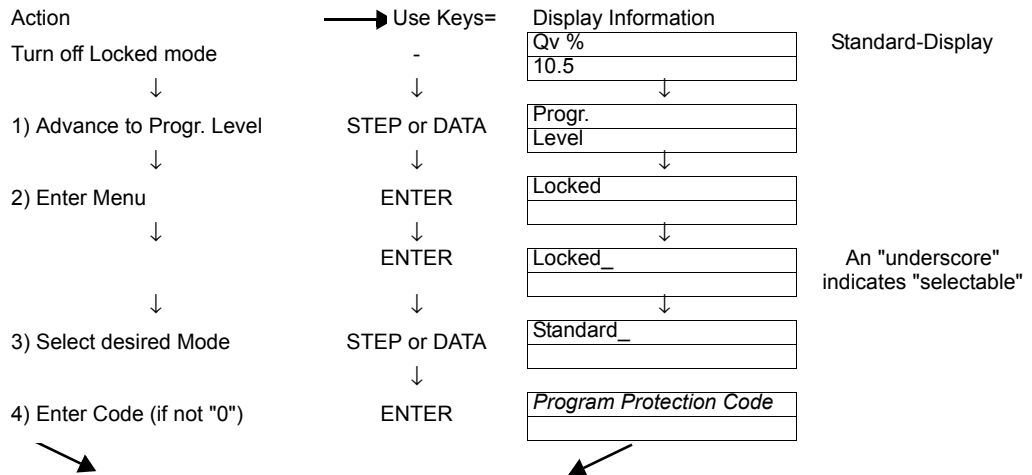 Action Use Keys= Display Information
Turn off Locked mode - Qv % Standard-Display
10.5
↓ ↓ ↓
1) Advance to Progr. Level STEP or DATA Progr.
Level
↓ ↓ ↓
2) Enter Menu ENTER Locked
↓ ↓ ↓
ENTER Locked_ An "underscore"
indicates "selectable"
↓ ↓ ↓
3) Select desired Mode STEP or DATA Standard_
↓
4) Enter Code (if not "0") ENTER Program Protection Code